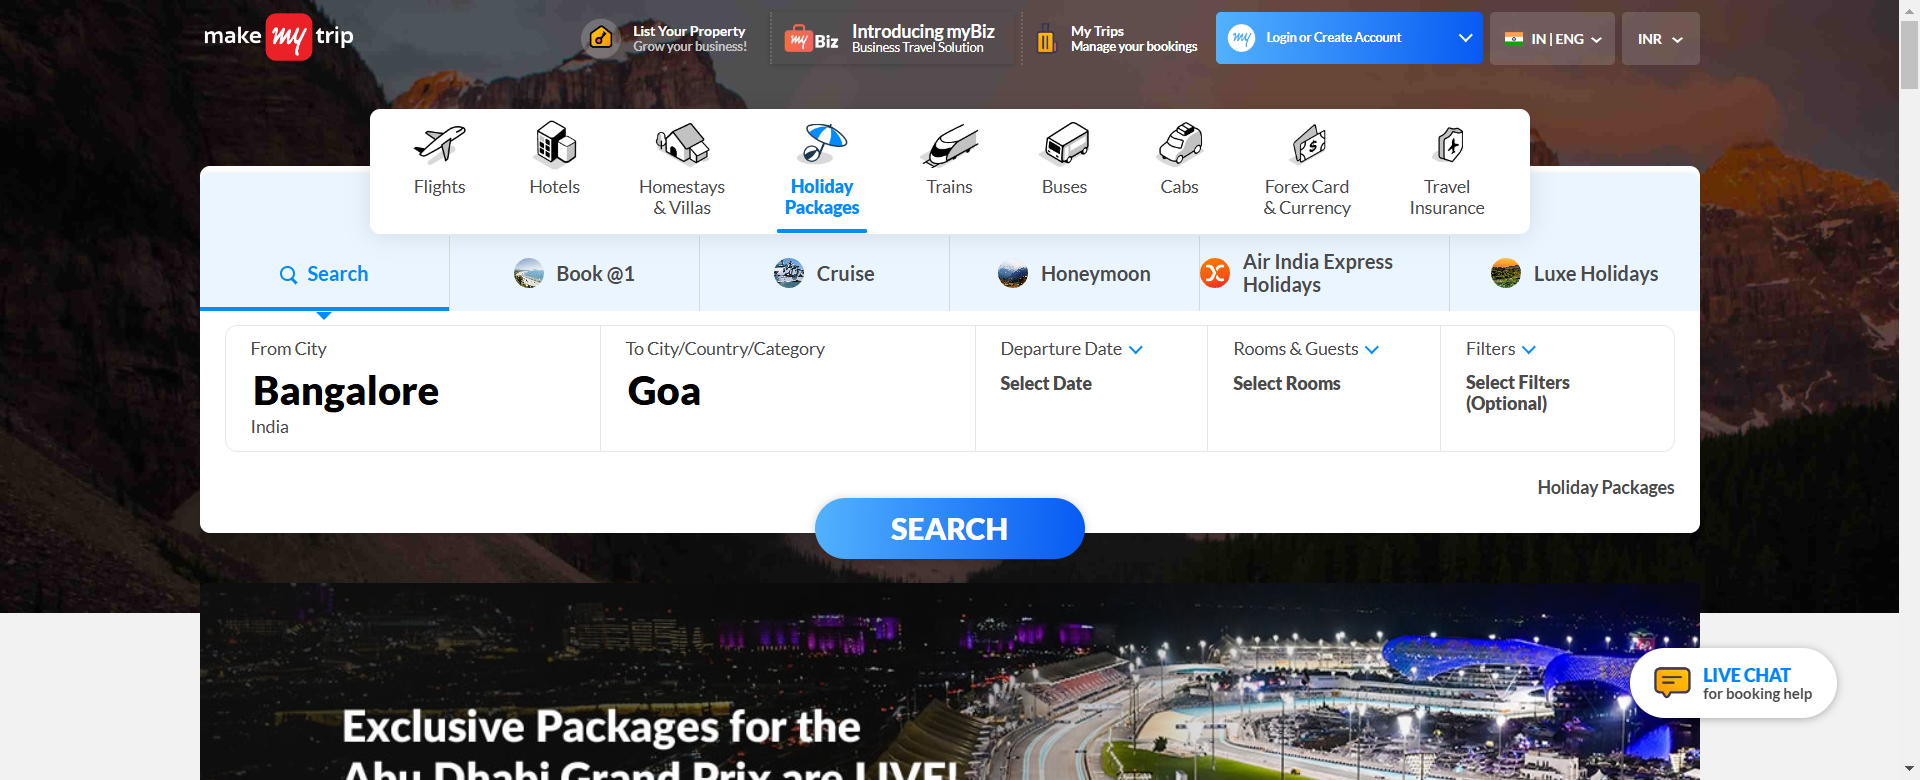 make my trip
List Your Property
Grow your business!
my Biz
Introducing myBiz
Business Travel Solution
My Trips
Manage your bookings
my
Login or Create Account
IN | ENG
INR
Flights
Hotels
Homestays
& Villas
Holiday
Packages
Trains
Buses
Cabs
Forex Card
& Currency
Travel
Insurance
Search
Book @1
Cruise
Honeymoon
Air India Express
Holidays
Luxe Holidays
From City
Bangalore
India
To City/Country/Category
Goa
Departure Date
Select Date
Rooms & Guests
Select Rooms
Filters
Select Filters
(Optional)
Holiday Packages
SEARCH
LIVE CHAT
for booking help
Exclusive Packages for the
Abu Dhabi Grand Prix are LIVE!